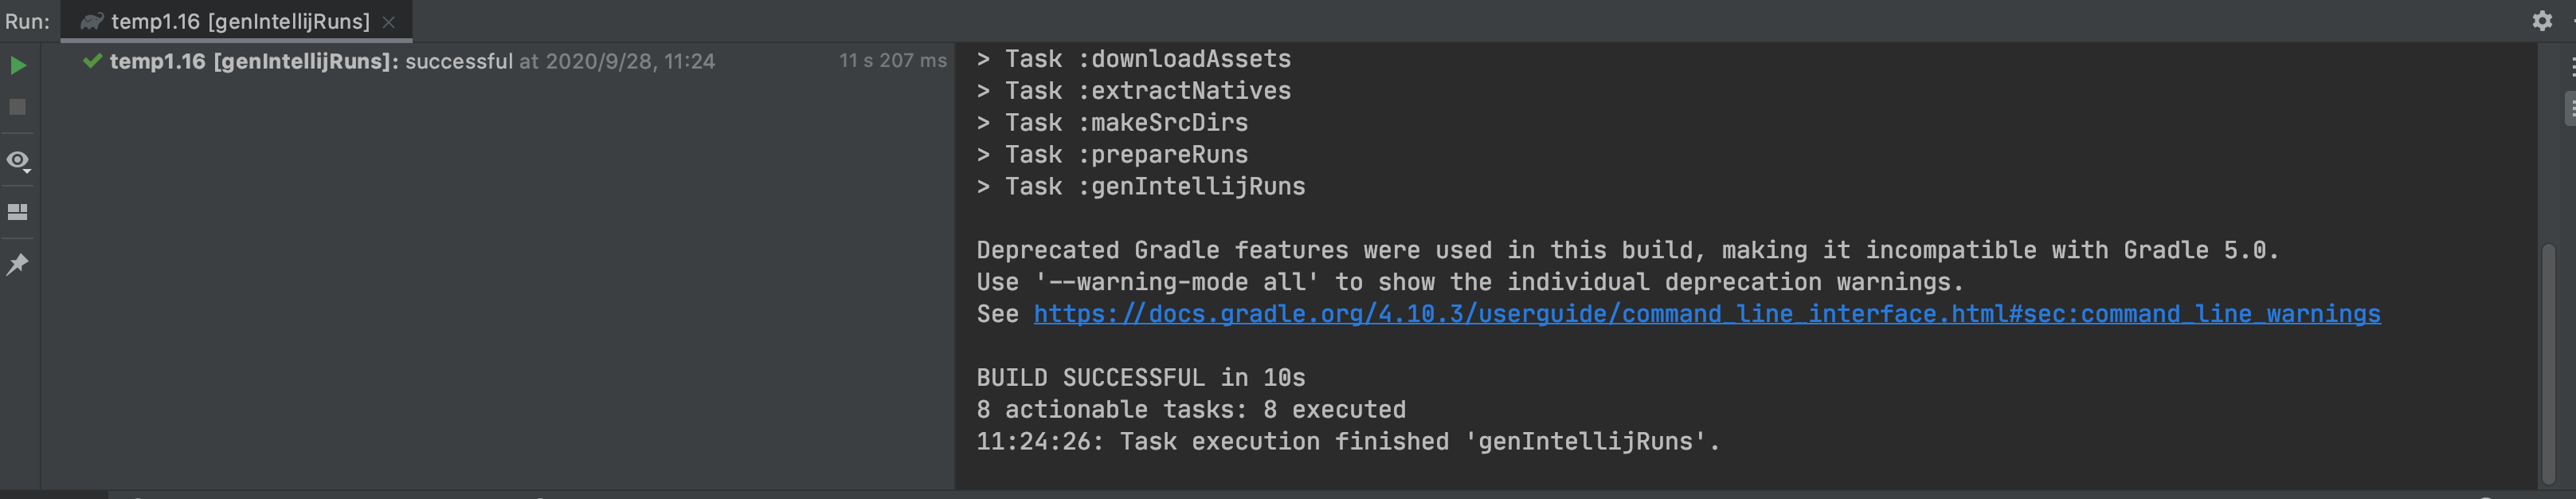 Run: temp1.16 [genIntellijRuns]
temp1.16 [genIntellijRuns]: successful at 2020/9/28, 11:24 11 s 207 ms
> Task :downloadAssets
> Task :extractNatives
> Task :makeSrcDirs
> Task :prepareRuns
> Task :genIntellijRuns
Deprecated Gradle features were used in this build, making it incompatible with Gradle 5.0.
Use '--warning-mode all' to show the individual deprecation warnings.
See https://docs.gradle.org/4.10.3/userguide/command_line_interface.html#sec:command_line_warnings
BUILD SUCCESSFUL in 10s
8 actionable tasks: 8 executed
11:24:26: Task execution finished 'genIntellijRuns'.